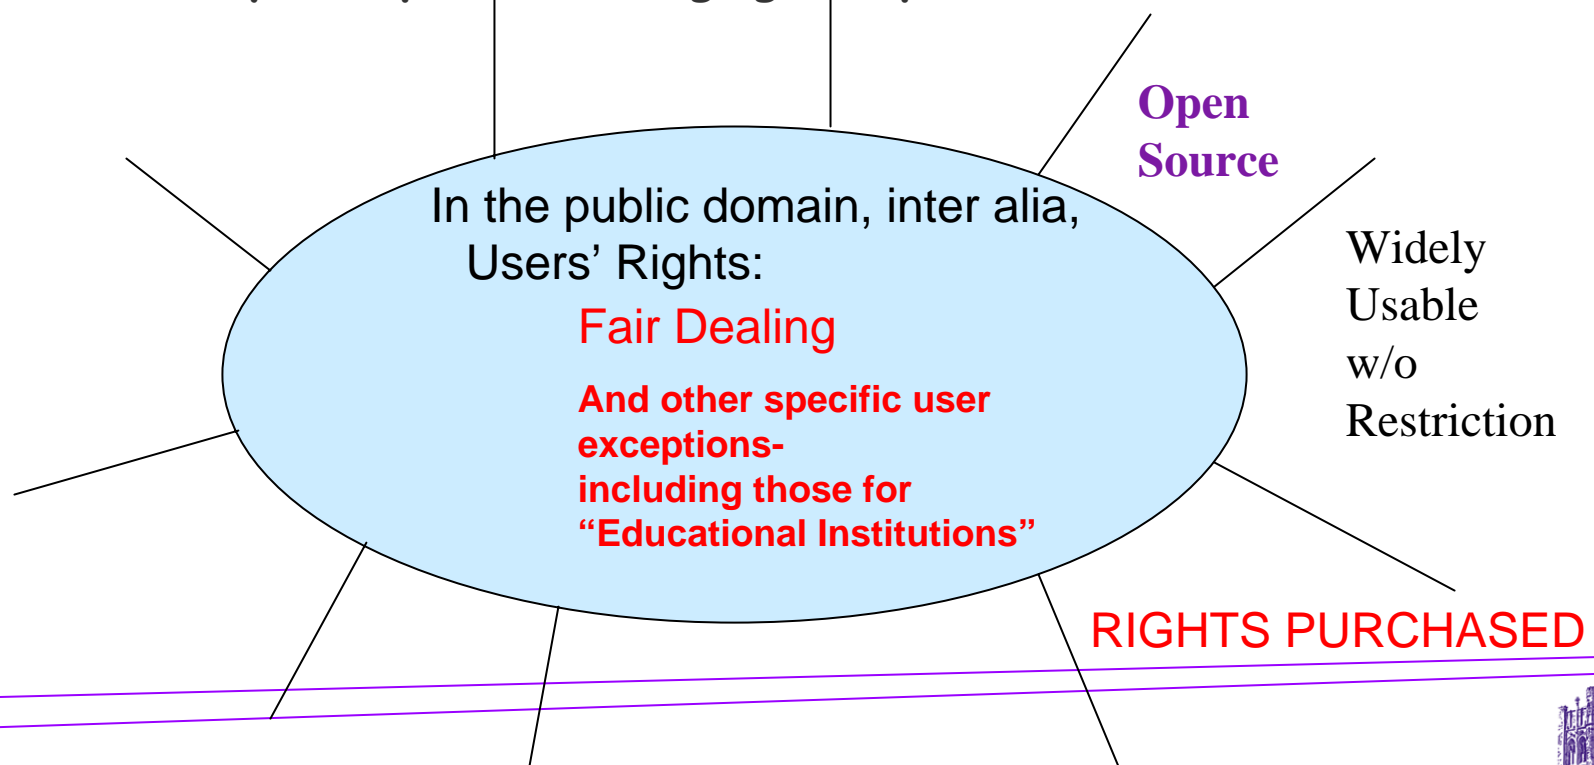 Open
Source
In the public domain, inter alia,
Users’ Rights:
Fair Dealing
And other specific user
exceptions-
including those for
“Educational Institutions”
Widely
Usable
w/o
Restriction
RIGHTS PURCHASED